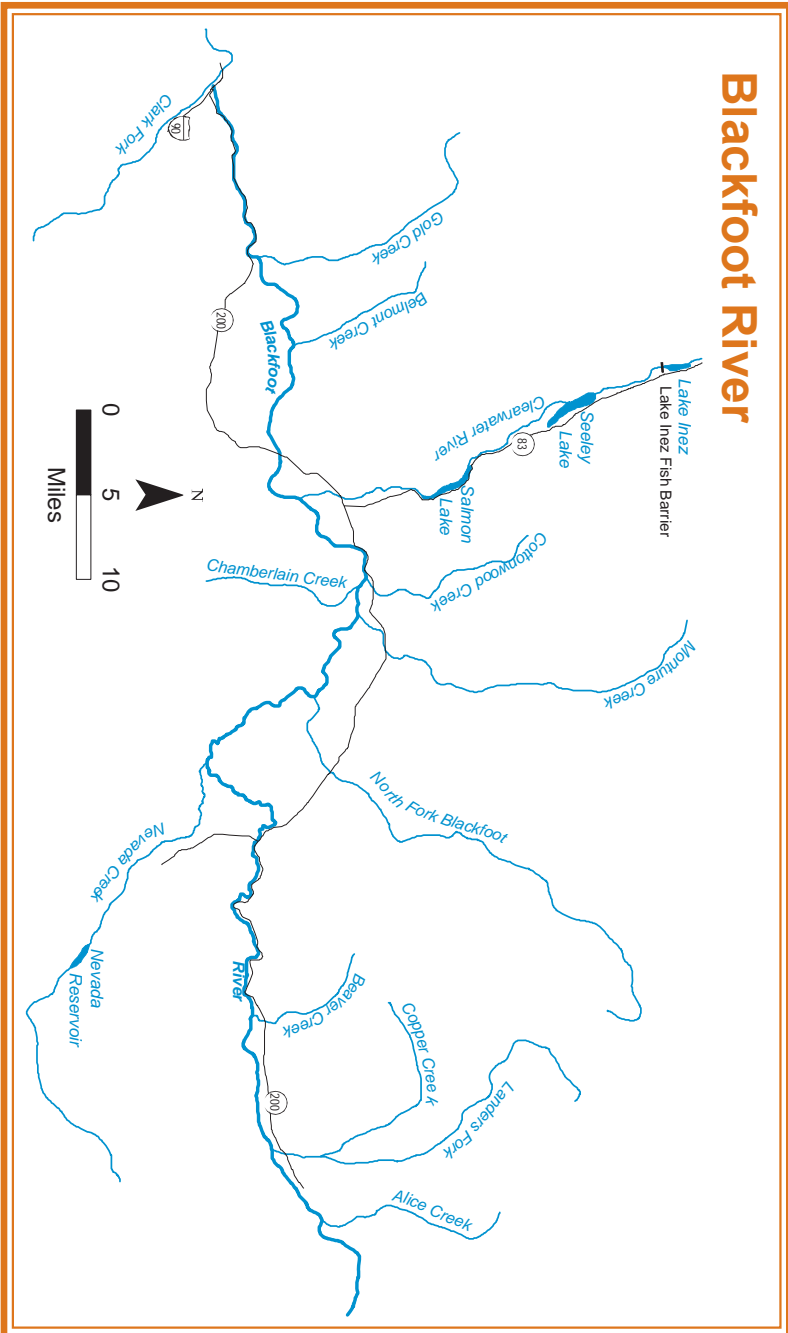 Blackfoot River
Lake Inez
Lake Inez Fish Barrier
Seeley
Lake
Clearwater River
83
Salmon
Lake
Gold Creek
Belmont Creek
Cottonwood Creek
Monture Creek
North Fork Blackfoot
Clark Fork
90
200
Blackfoot
Chamberlain Creek
Nevada Creek
Nevada
Reservoir
River
Beaver Creek
Copper Creek
Landers Fork
Alice Creek
200
N
0
5
10
Miles